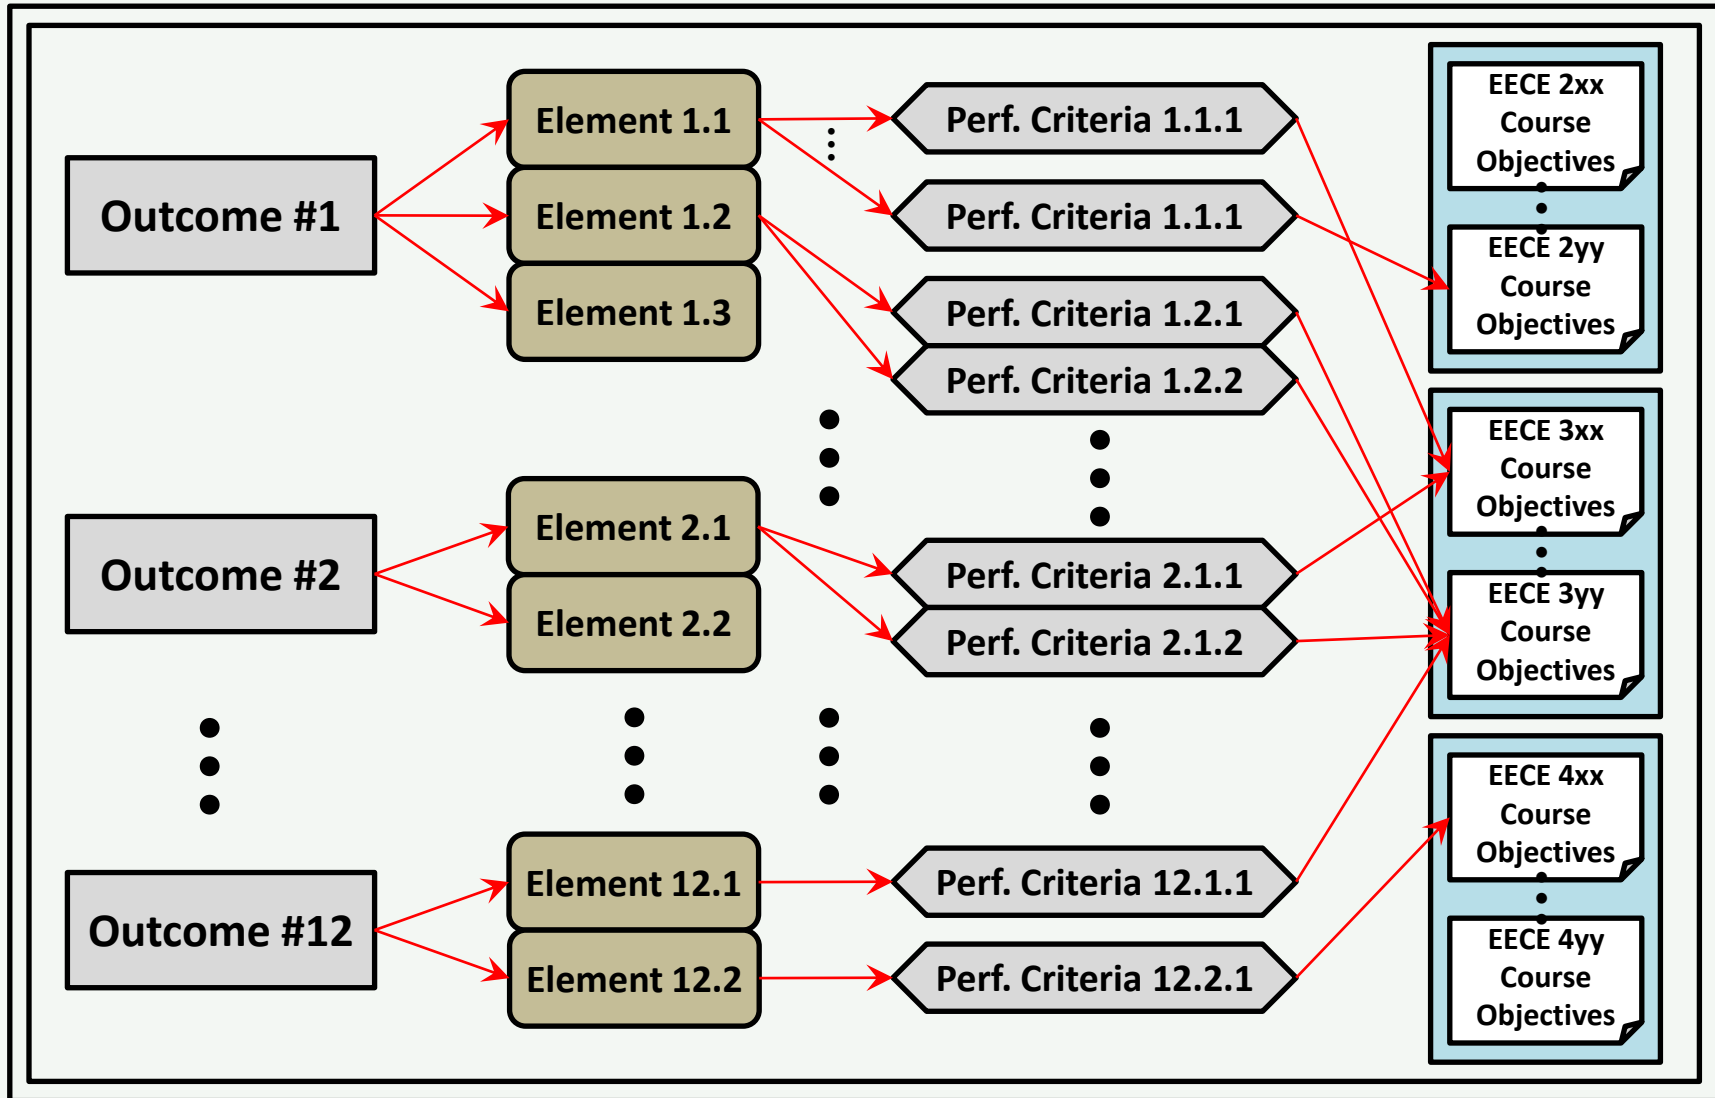 Outcome #1
Element 1.1
Element 1.2
Element 1.3
Perf. Criteria 1.1.1
Perf. Criteria 1.1.1
Perf. Criteria 1.2.1
Perf. Criteria 1.2.2
EECE 2xx
Course
Objectives
EECE 2yy
Course
Objectives
Outcome #2
Element 2.1
Element 2.2
Perf. Criteria 2.1.1
Perf. Criteria 2.1.2
EECE 3xx
Course
Objectives
EECE 3yy
Course
Objectives
Outcome #12
Element 12.1
Element 12.2
Perf. Criteria 12.1.1
Perf. Criteria 12.2.1
EECE 4xx
Course
Objectives
EECE 4yy
Course
Objectives